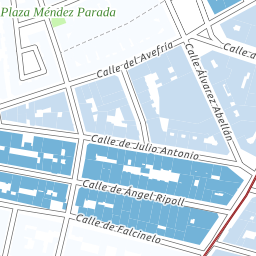 Plaza Méndez Parada
Calle del Avefría
Calle Álvarez Abellán
Calle d
Calle de Julio Antonio
Calle de Ángel Ripoll
Calle de Falcinelo